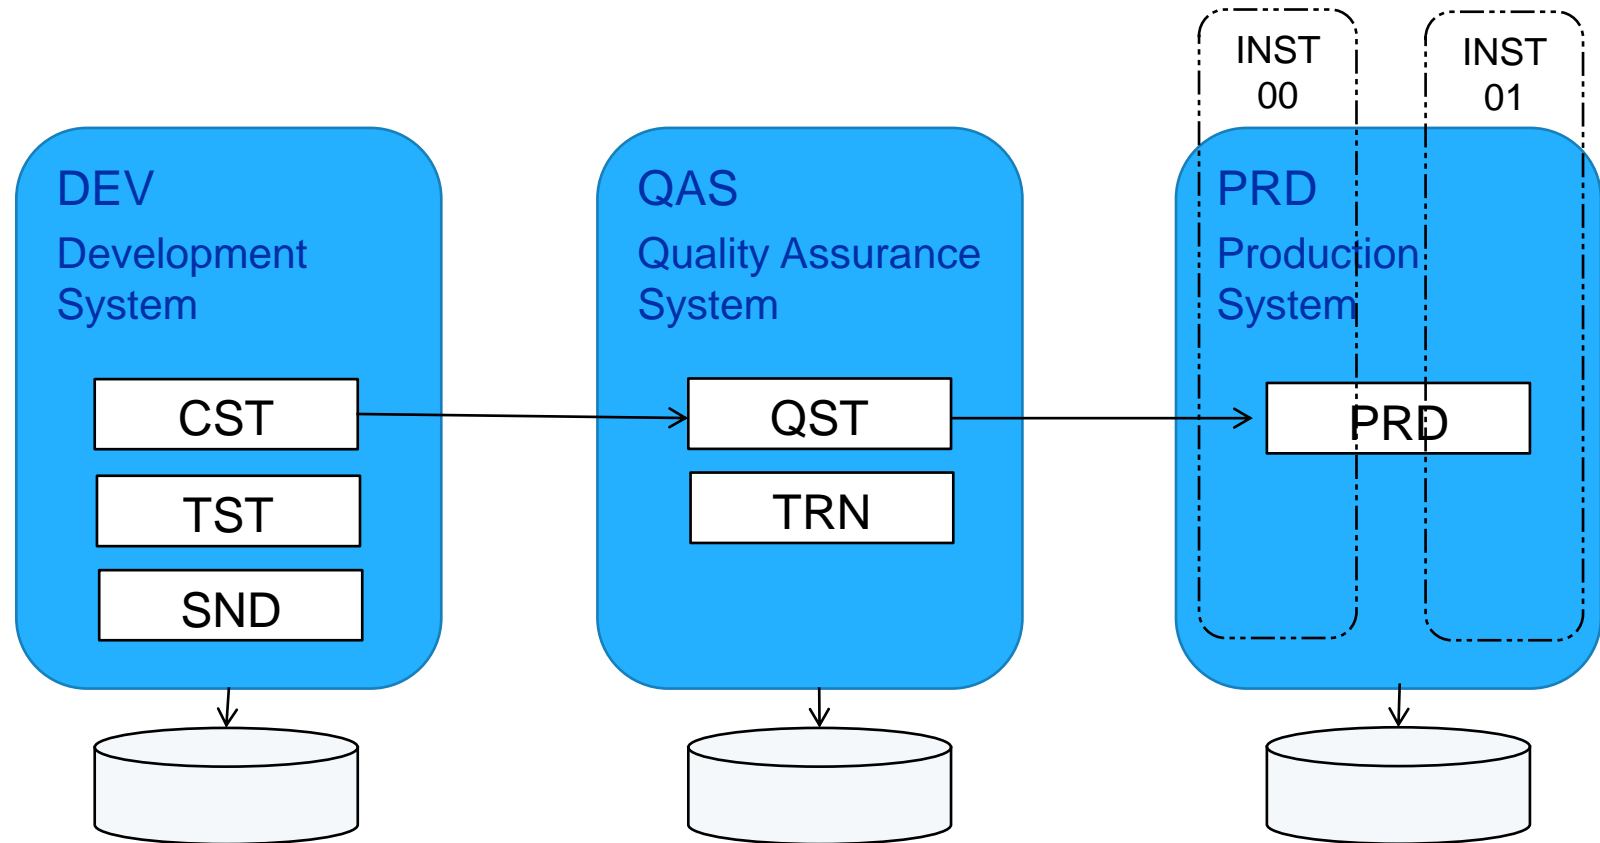 INST
00
INST
01
DEV
Development
System
CST
TST
SND
QAS
Quality Assurance
System
QST
TRN
PRD
Production
System
PRD